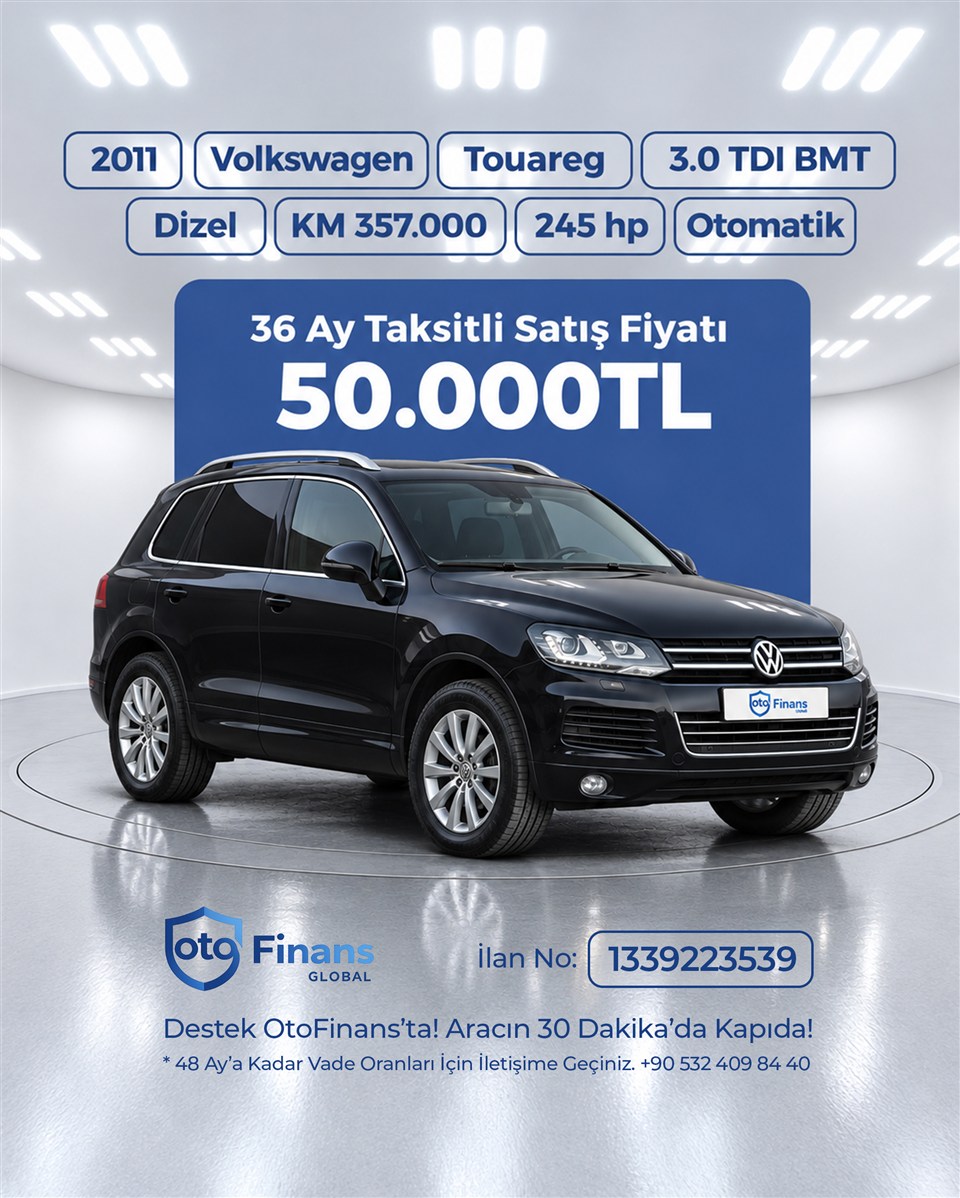 2011 Volkswagen Touareg 3.0 TDI BMT
Dizel KM 357.000 245 hp Otomatik
36 Ay Taksitli Satış Fiyatı
50.000TL
oto Finans
GLOBAL
oto Finans
GLOBAL
İlan No: 1339223539
Destek OtoFinans'ta! Aracın 30 Dakika'da Kapıda!
* 48 Ay'a Kadar Vade Oranları İçin İletişime Geçiniz. +90 532 409 84 40